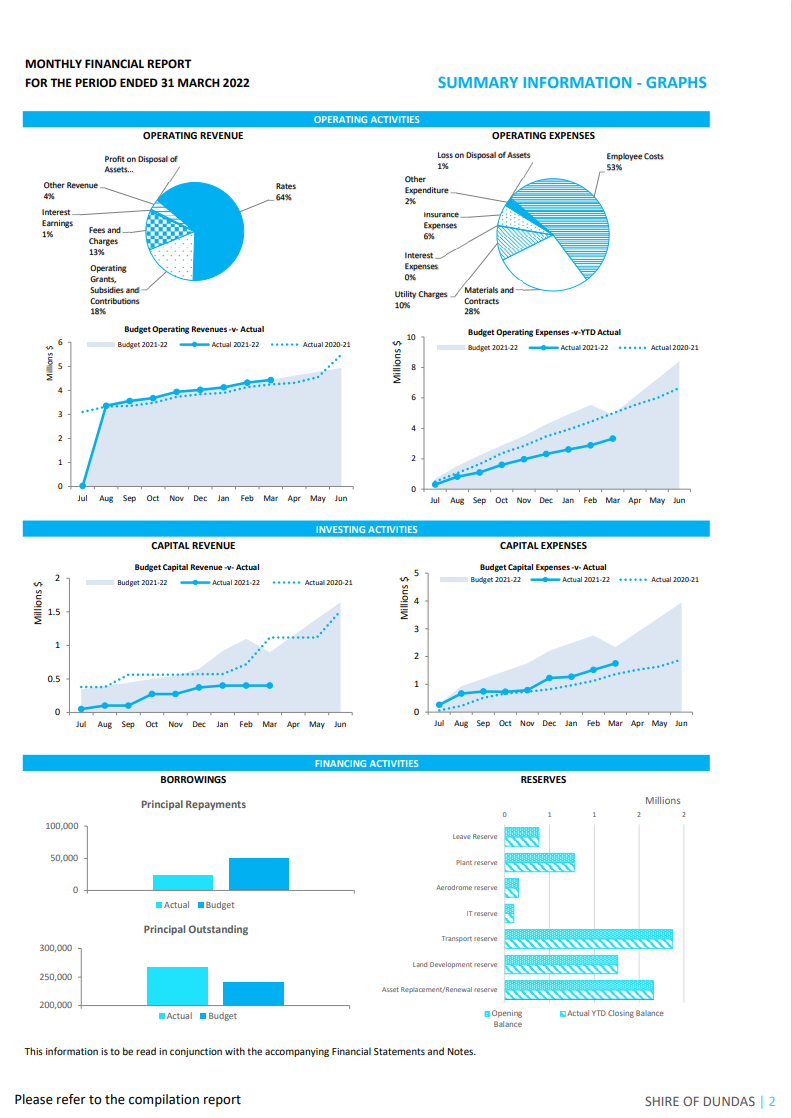 MONTHLY FINANCIAL REPORT
FOR THE PERIOD ENDED 31 MARCH 2022
SUMMARY INFORMATION - GRAPHS
OPERATING ACTIVITIES
OPERATING REVENUE
Profit on Disposal of
Assets...
Other Revenue
4%
Rates
64%
Interest
Earnings
1%
Fees and
Charges
13%
Operating
Grants,
Subsidies and
Contributions
18%
OPERATING EXPENSES
Loss on Disposal of Assets
1%
Employee Costs
53%
Other
Expenditure
2%
Insurance
Expenses
6%
Interest
Expenses
0%
Utility Charges
10%
Materials and
Contracts
28%
Budget Operating Revenues -v- Actual
Budget 2021-22 Actual 2021-22 Actual 2020-21
Millions $
6
5
4
3
2
1
0
Jul Aug Sep Oct Nov Dec Jan Feb Mar Apr May Jun
Budget Operating Expenses -v-YTD Actual
Budget 2021-22 Actual 2021-22 Actual 2020-21
Millions $
10
8
6
4
2
0
Jul Aug Sep Oct Nov Dec Jan Feb Mar Apr May Jun
INVESTING ACTIVITIES
CAPITAL REVENUE
Budget Capital Revenue -v- Actual
Budget 2021-22 Actual 2021-22 Actual 2020-21
Millions $
2
1.5
1
0.5
0
Jul Aug Sep Oct Nov Dec Jan Feb Mar Apr May Jun
CAPITAL EXPENSES
Budget Capital Expenses -v- Actual
Budget 2021-22 Actual 2021-22 Actual 2020-21
Millions $
5
4
3
2
1
0
Jul Aug Sep Oct Nov Dec Jan Feb Mar Apr May Jun
FINANCING ACTIVITIES
BORROWINGS
Principal Repayments
100,000
50,000
0
Actual Budget
Principal Outstanding
300,000
250,000
200,000
Actual Budget
RESERVES
Millions
0 1 1 2 2
Leave Reserve
Plant reserve
Aerodrome reserve
IT reserve
Transport reserve
Land Development reserve
Asset Replacement/Renewal reserve
Opening
Balance
Actual YTD Closing Balance
This information is to be read in conjunction with the accompanying Financial Statements and Notes.
Please refer to the compilation report
SHIRE OF DUNDAS | 2